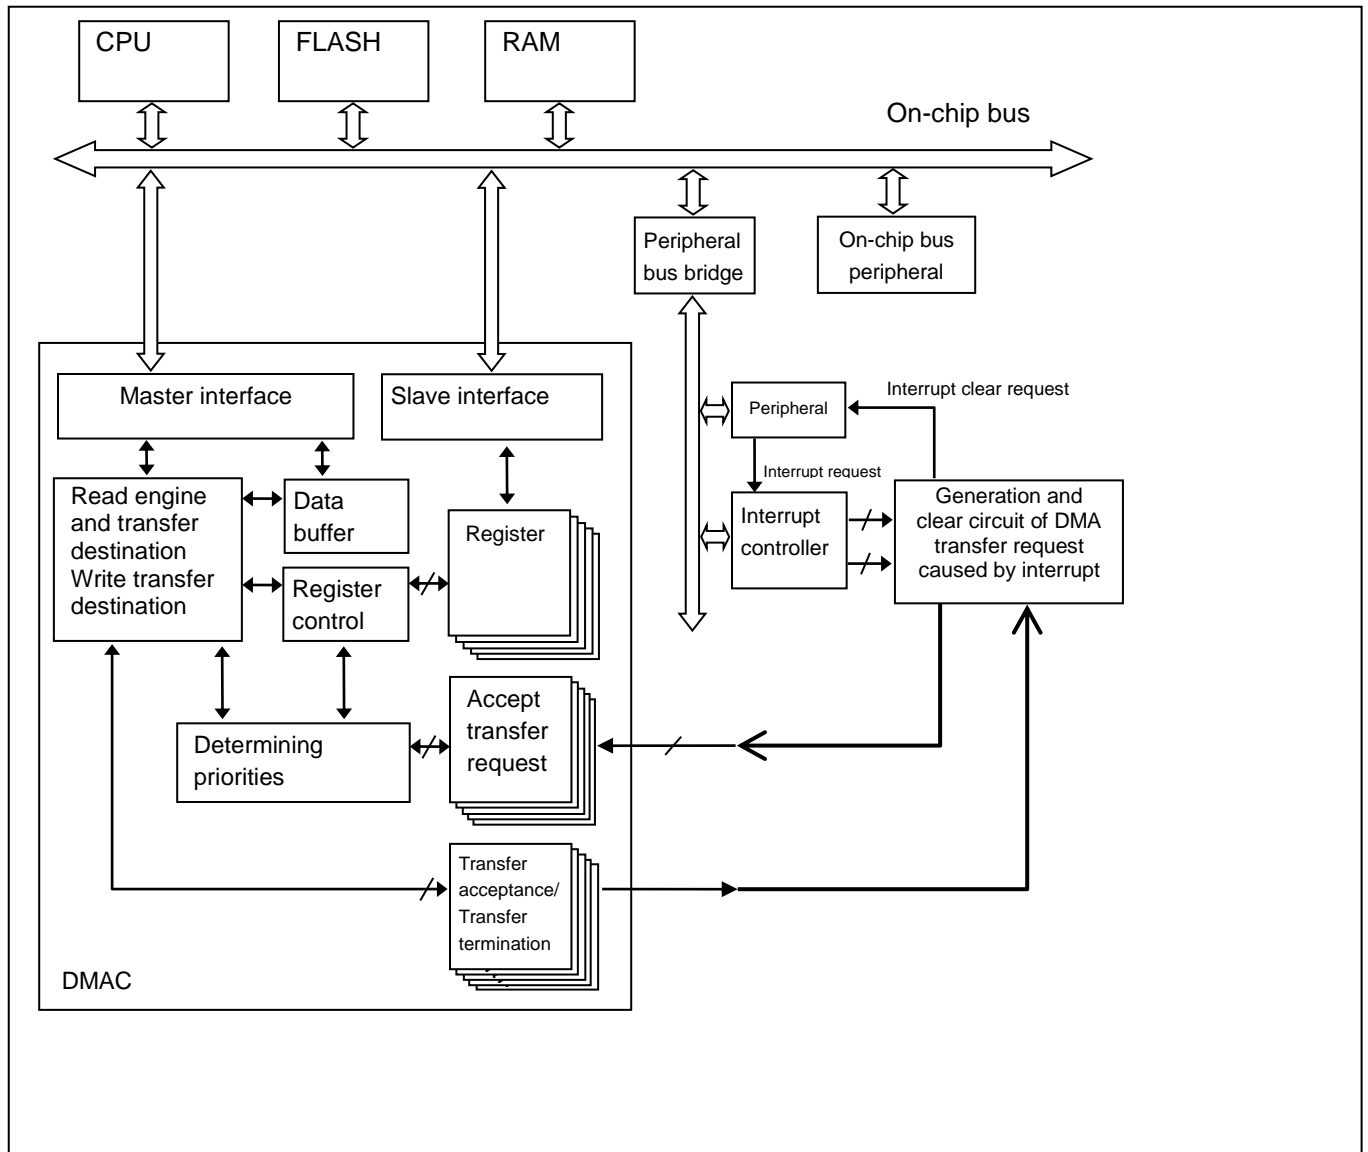 CPU
FLASH
RAM
On-chip bus
Peripheral
bus bridge
On-chip bus
peripheral
Master interface
Slave interface
Peripheral
Interrupt clear request
Interrupt request
Read engine
and transfer
destination
Write transfer
destination
Data
buffer
Register
control
Register
Interrupt
controller
Generation and
clear circuit of DMA
transfer request
caused by interrupt
Determining
priorities
Accept
transfer
request
Transfer
acceptance/
Transfer
termination
DMAC